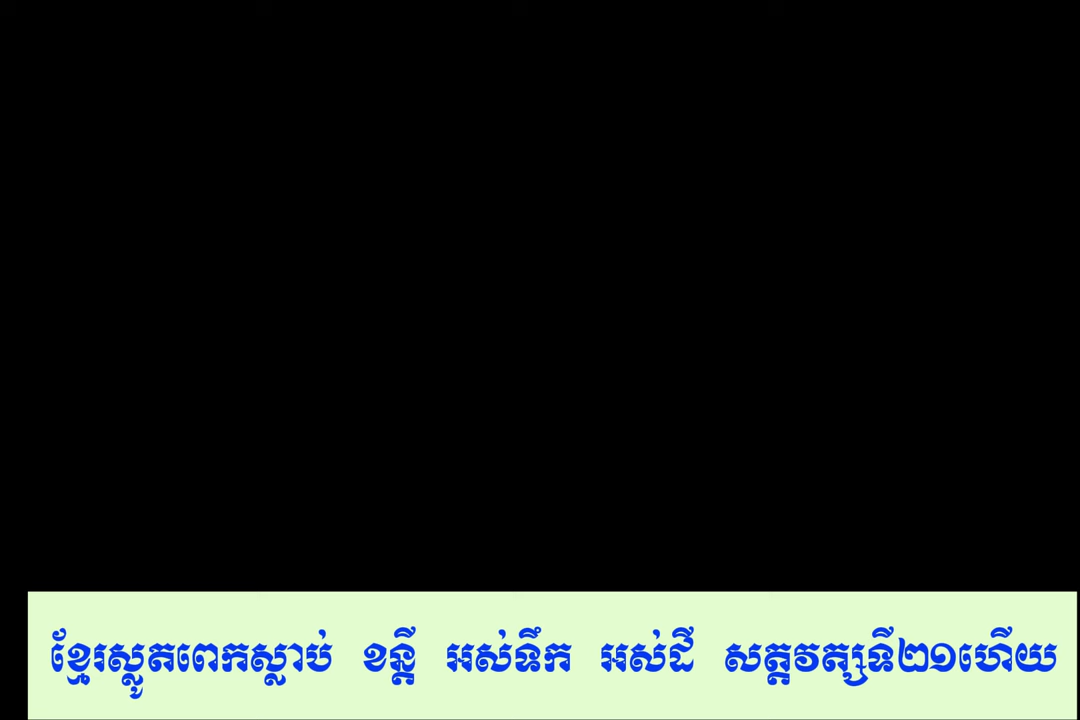 ខ្មែរស្លូតពេកស្លាប់ ខន្តី អស់ទឹក អស់ដី សត្តវត្សទី២១ហើយ